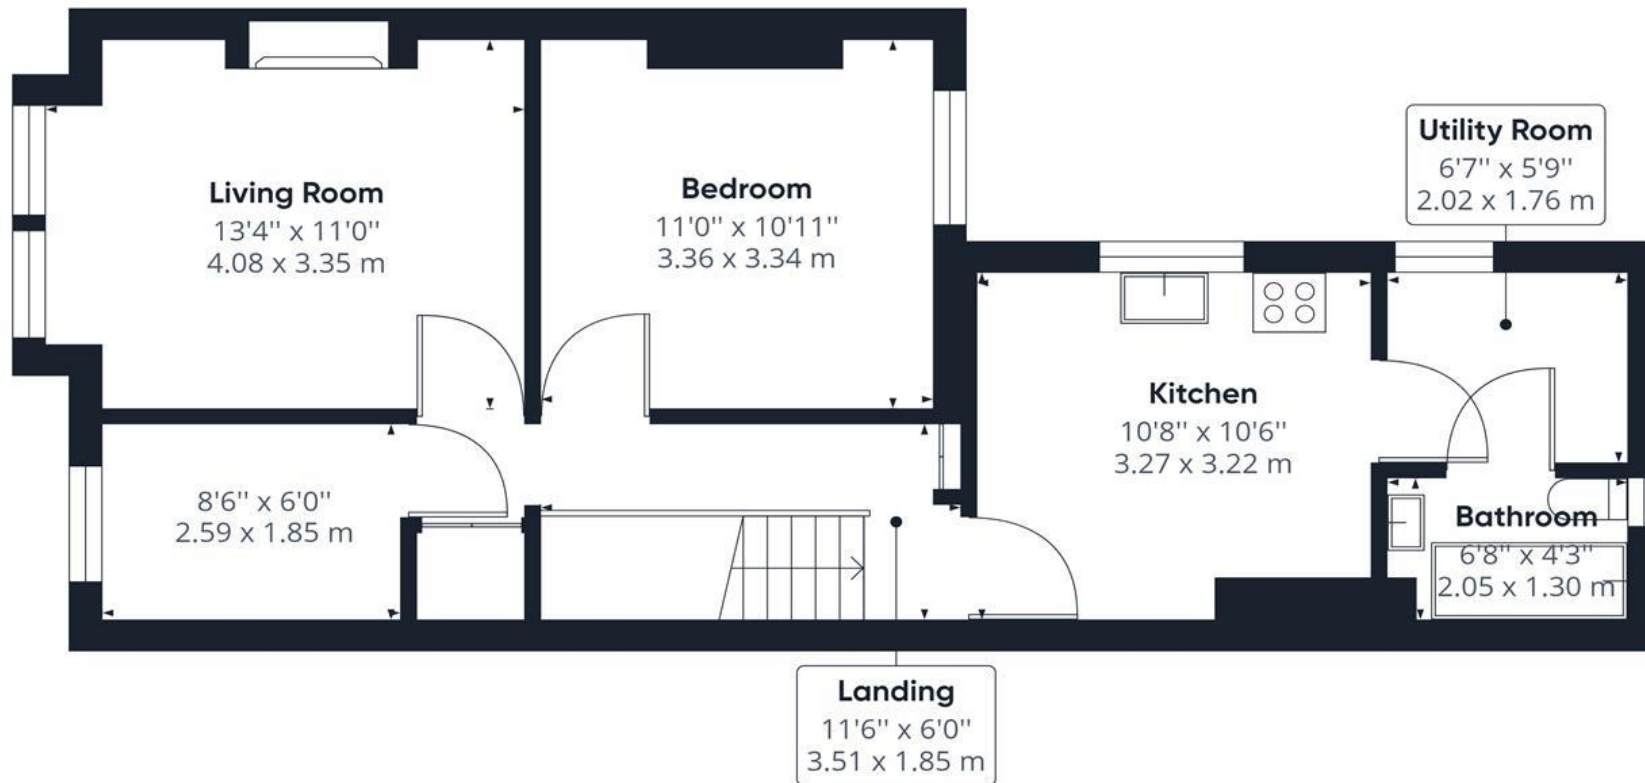 Living Room
13'4'' x 11'0''
4.08 x 3.35 m
Bedroom
11'0'' x 10'11''
3.36 x 3.34 m
Utility Room
6'7'' x 5'9''
2.02 x 1.76 m
Kitchen
10'8'' x 10'6''
3.27 x 3.22 m
8'6'' x 6'0''
2.59 x 1.85 m
Bathroom
6'8'' x 4'3''
2.05 x 1.30 m
Landing
11'6'' x 6'0''
3.51 x 1.85 m